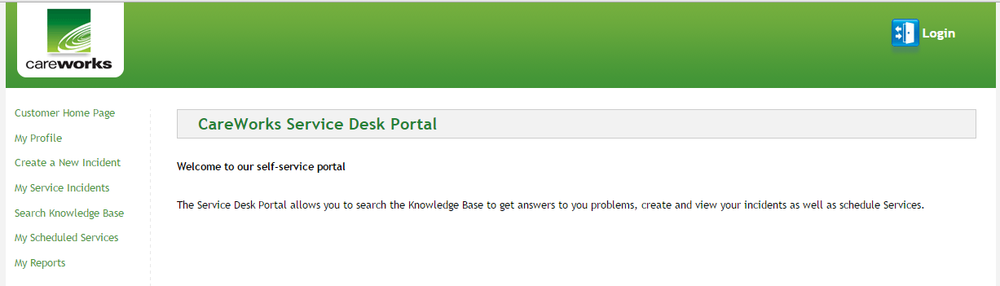 careworks
Login
Customer Home Page
My Profile
Create a New Incident
My Service Incidents
Search Knowledge Base
My Scheduled Services
My Reports
CareWorks Service Desk Portal
Welcome to our self-service portal
The Service Desk Portal allows you to search the Knowledge Base to get answers to you problems, create and view your incidents as well as schedule Services.